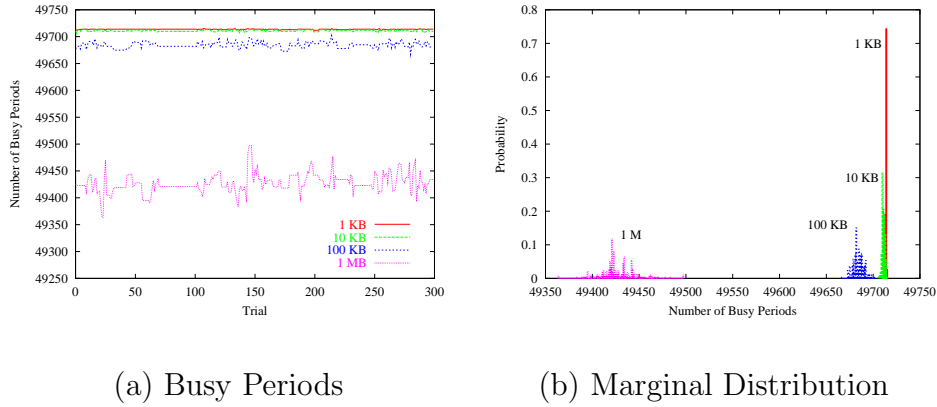 49750
49700
49650
49600
49550
49500
49450
49400
49350
49300
49250
Number of Busy Periods
1 KB
10 KB
100 KB
1 MB
0 50 100 150 200 250 300
Trial
0.8
0.7
0.6
0.5
0.4
0.3
0.2
0.1
0
Probability
1 KB
10 KB
100 KB
1 M
49350 49400 49450 49500 49550 49600 49650 49700 49750
Number of Busy Periods
(a) Busy Periods
(b) Marginal Distribution